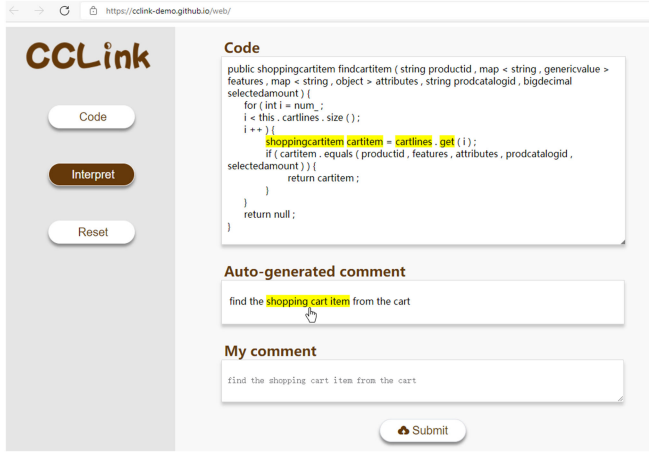 https://cclink-demo.github.io/web/
CCLink
Code
Interpret
Reset
Code
public shoppingcartitem findcartitem ( string productid , map < string , genericvalue >
features , map < string , object > attributes , string prodcatalogid , bigdecimal
selectedamount ) {
for ( int i = num_ ;
i < this . cartlines . size ( ) ;
i + + ) {
shoppingcartitem cartitem = cartlines . get ( i ) ;
if ( cartitem . equals ( productid , features , attributes , prodcatalogid ,
selectedamount ) ) {
return cartitem ;
}
}
return null ;
}
Auto-generated comment
find the shopping cart item from the cart
My comment
find the shopping cart item from the cart
Submit